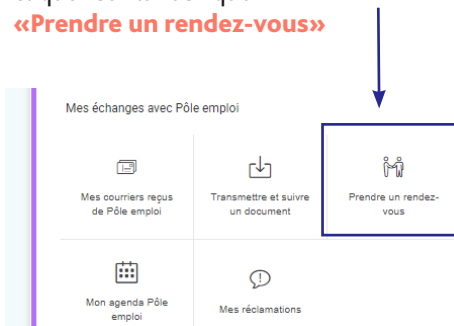 «Prendre un rendez-vous»
Mes échanges avec Pôle emploi
Mes courriers reçus
de Pôle emploi
Transmettre et suivre
un document
Prendre un rendez-
vous
Mon agenda Pôle
emploi
Mes réclamations